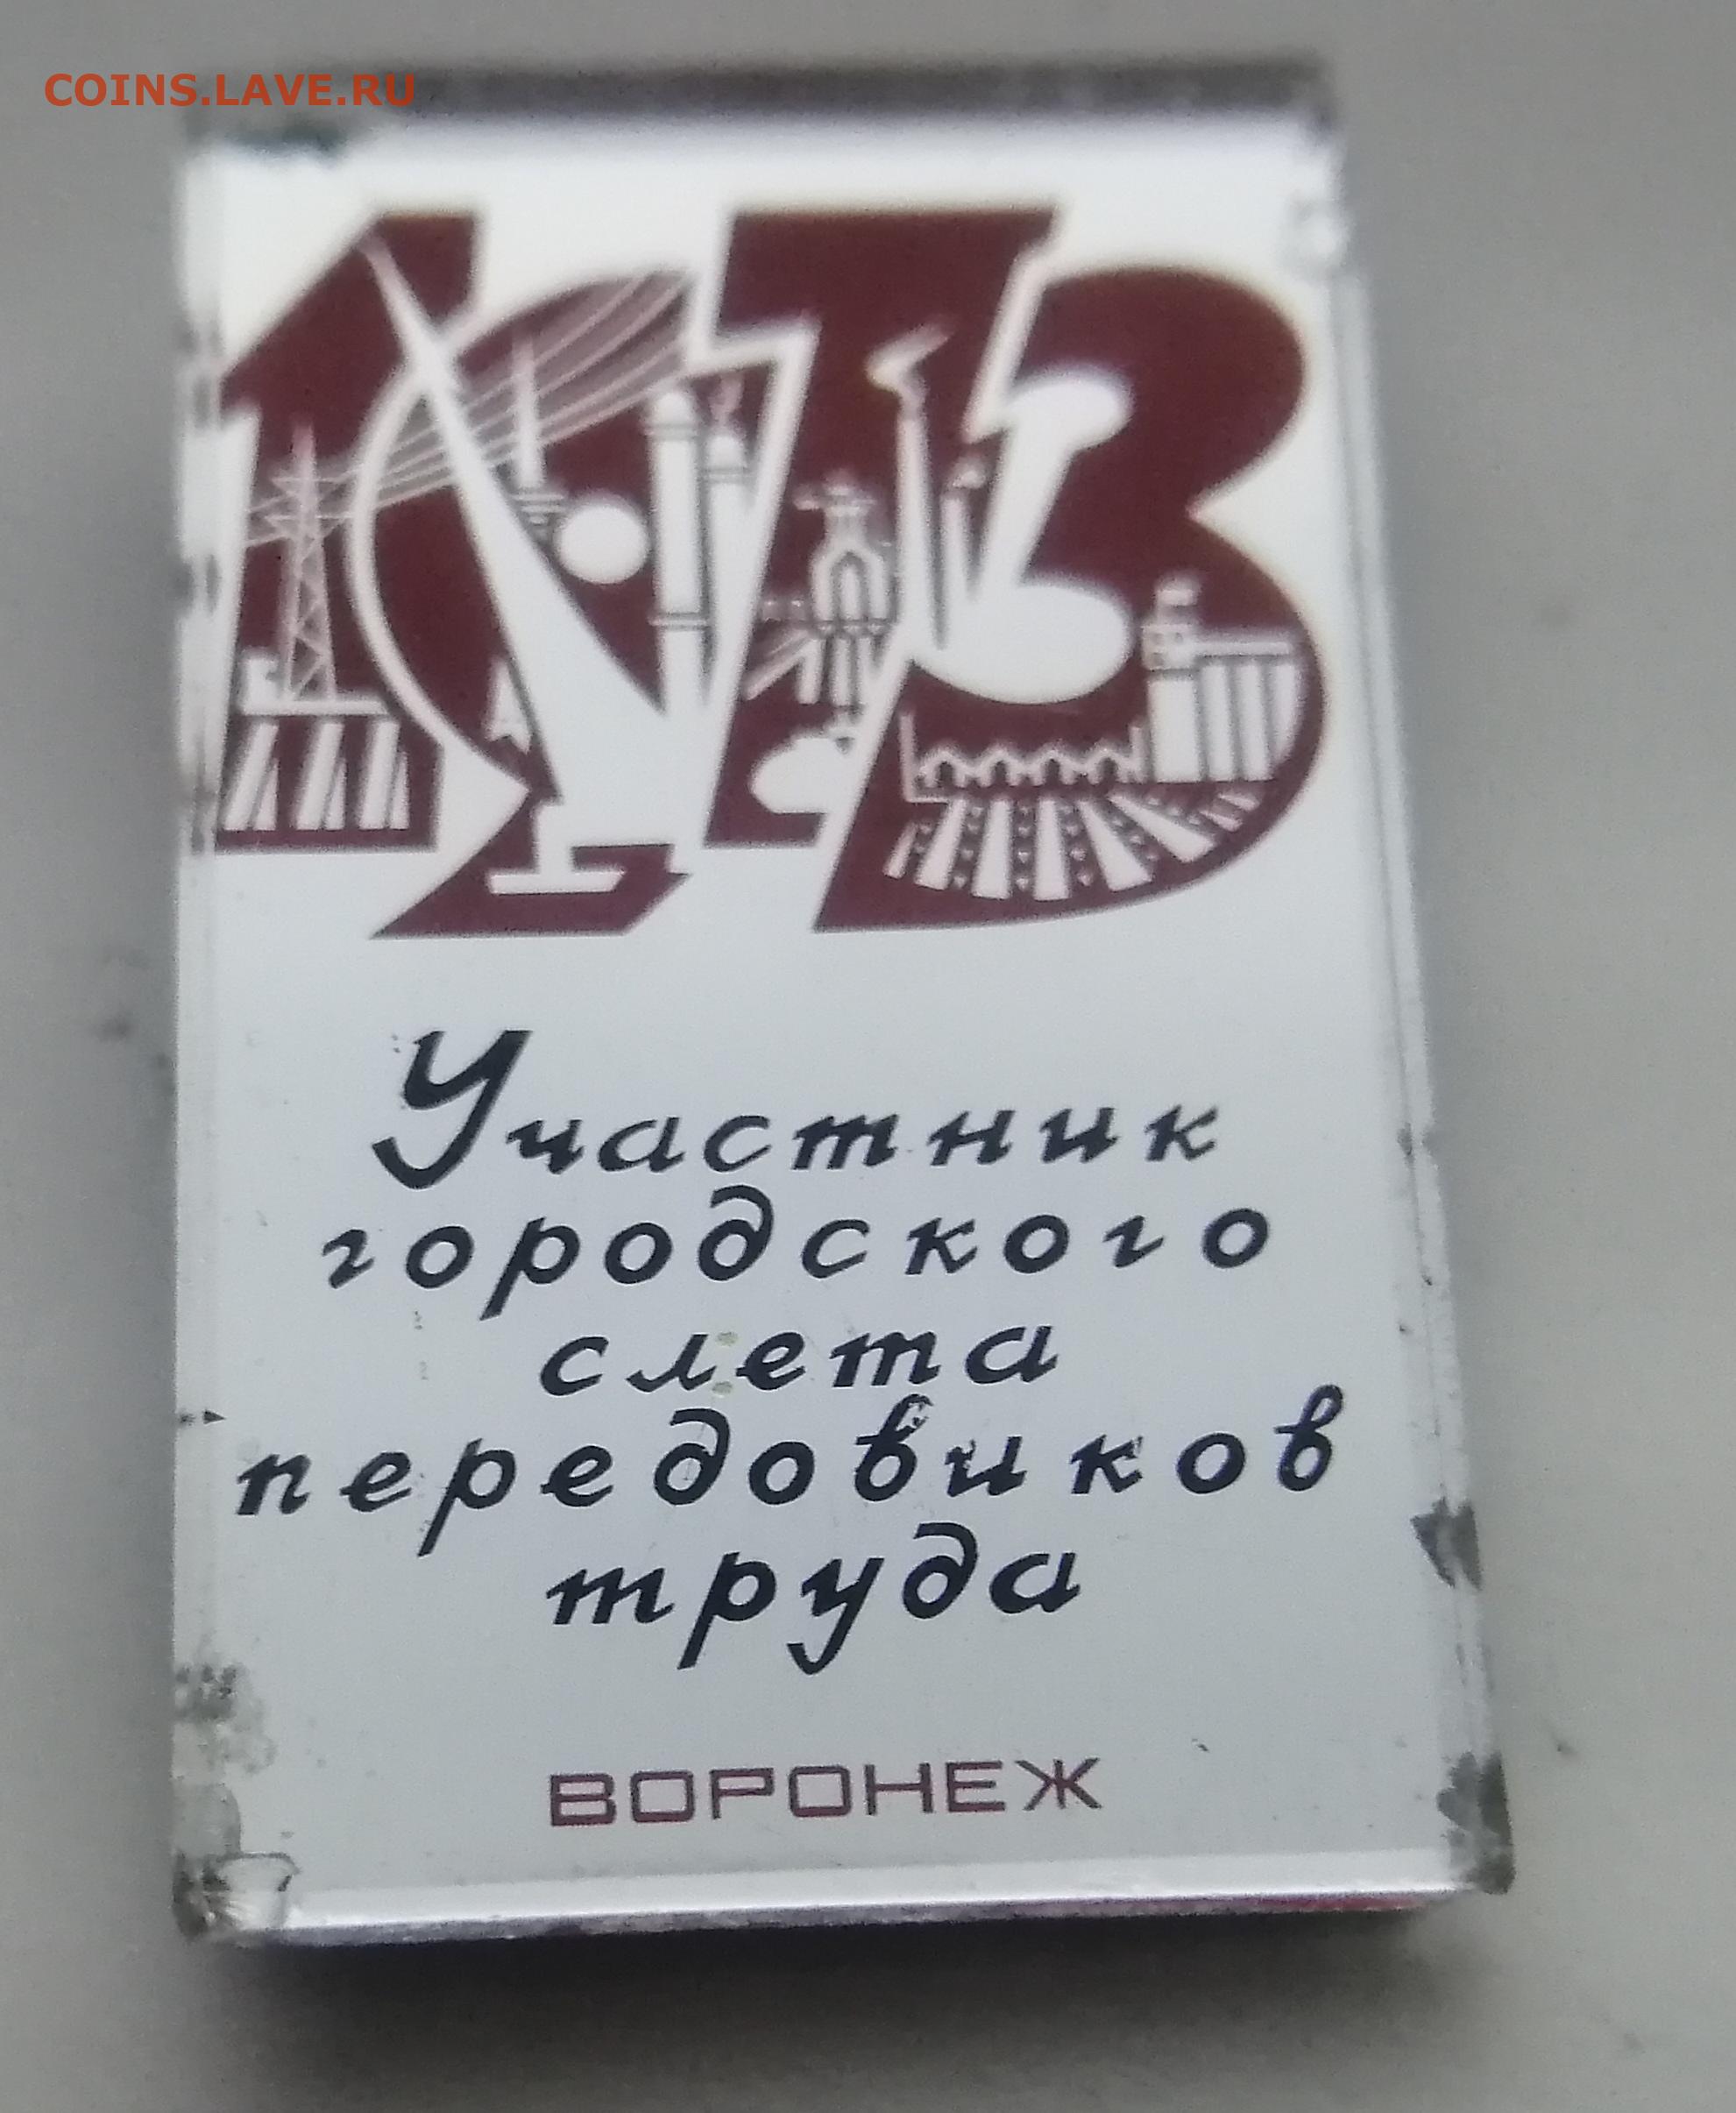 COINS.LAVE.RU
1973
Участник
городского
слета
передовиков
труда
ВОРОНЕЖ